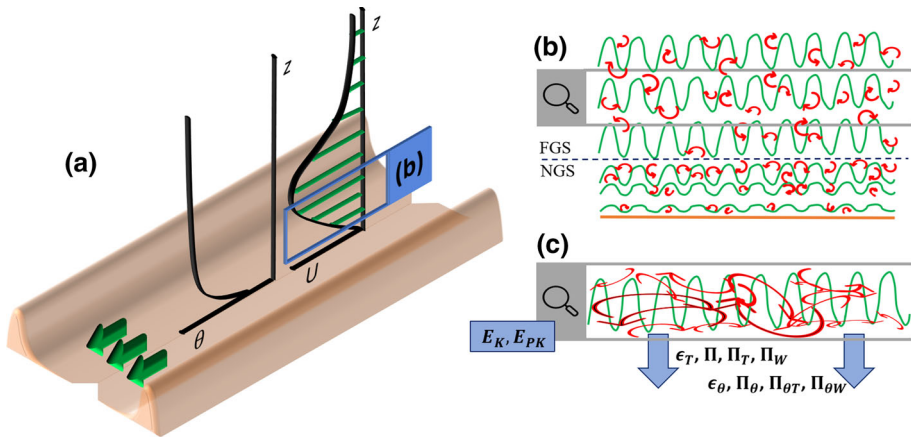 (a)
z
z
(b)
U
θ
(b)
FGS
NGS
(c)
E_K, E_PK
ϵ_T, Π, Π_T, Π_W
ϵ_θ, Π_θ, Π_θT, Π_θW